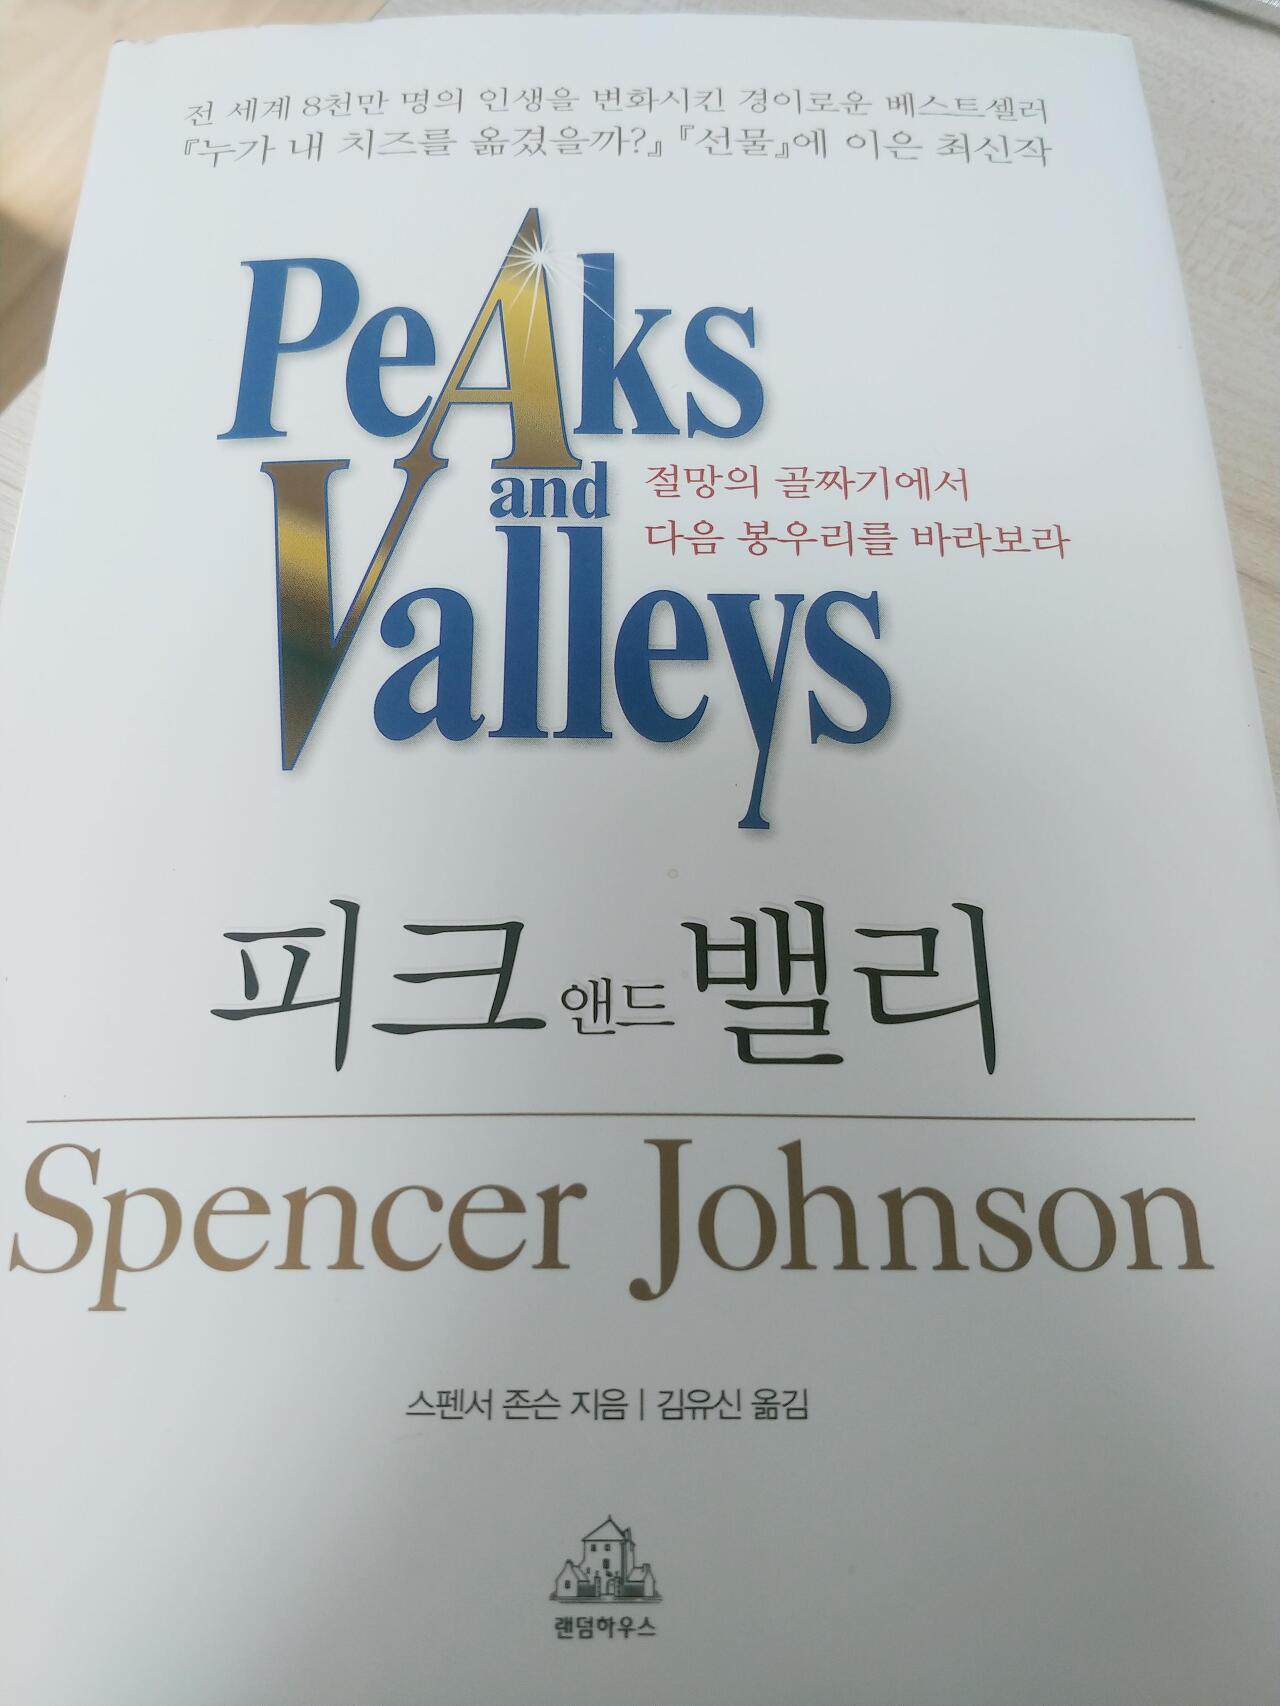 전 세계 8천만 명의 인생을 변화시킨 경이로운 베스트셀러
『누가 내 치즈를 옮겼을까?』『선물』에 이은 최신작
PeAks
and
Valleys
절망의 골짜기에서
다음 봉우리를 바라보라
피크 앤드 밸리
Spencer Johnson
스펜서 존슨 지음 | 김유신 옮김
랜덤하우스